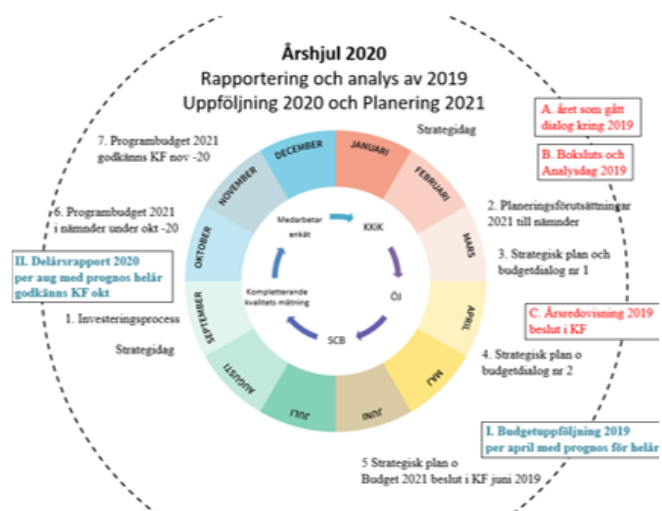 Årshjul 2020
Rapportering och analys av 2019
Uppföljning 2020 och Planering 2021
Strategidag
A. året som gått
dialog kring 2019
B. Boksluts och
Analysdag 2019
2. Planeringsförutsättningar
2021 till nämnder
3. Strategisk plan och
budgetdialog nr 1
C. Årsredovisning 2019
beslut i KF
4. Strategisk plan o
budgetdialog nr 2
I. Budgetuppföljning 2019
per april med prognos för helår
5 Strategisk plan o
Budget 2021 beslut i KF juni 2019
Strategidag
1. Investeringsprocess
II. Delårsrapport 2020
per aug med prognos helår
godkänns KF okt
6. Programbudget 2021
i nämnder under okt -20
7. Programbudget 2021
godkänns KF nov -20
JANUARI
FEBRUARI
MARS
APRIL
MAJ
JUNI
JULI
AUGUSTI
SEPTEMBER
OKTOBER
NOVEMBER
DECEMBER
KKiK
ÖJ
SCB
Kompletterande
kvalitets mätning
Medarbetar
enkät